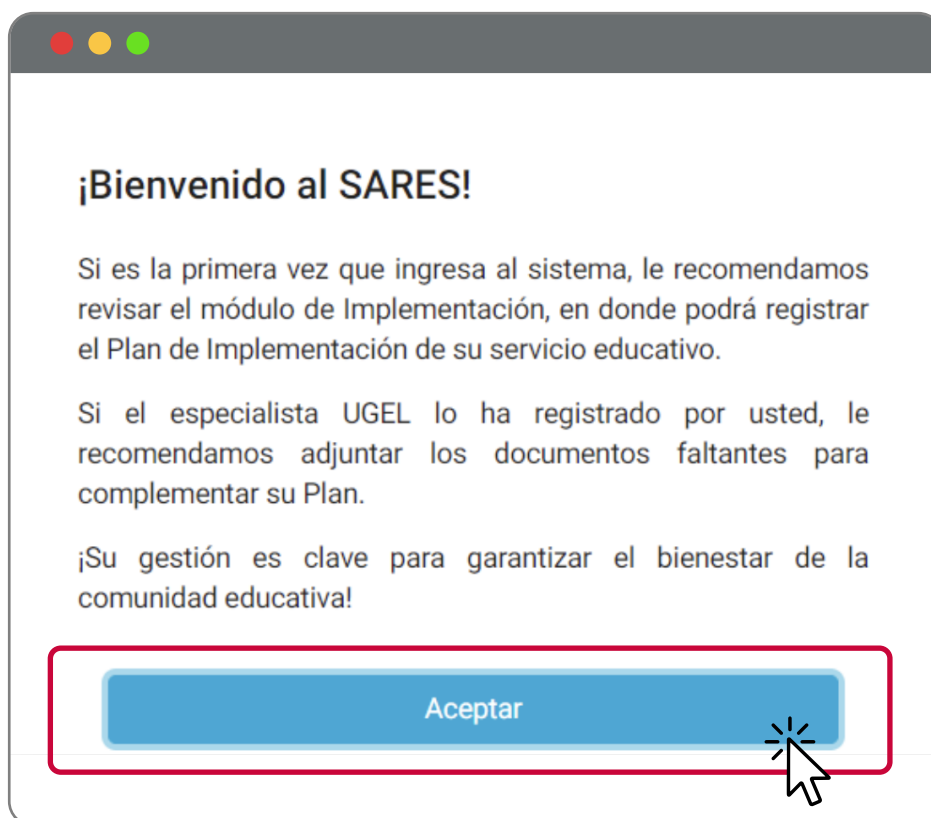 ¡Bienvenido al SARES!
Si es la primera vez que ingresa al sistema, le recomendamos
revisar el módulo de Implementación, en donde podrá registrar
el Plan de Implementación de su servicio educativo.
Si el especialista UGEL lo ha registrado por usted, le
recomendamos adjuntar los documentos faltantes para
complementar su Plan.
¡Su gestión es clave para garantizar el bienestar de la
comunidad educativa!
Aceptar